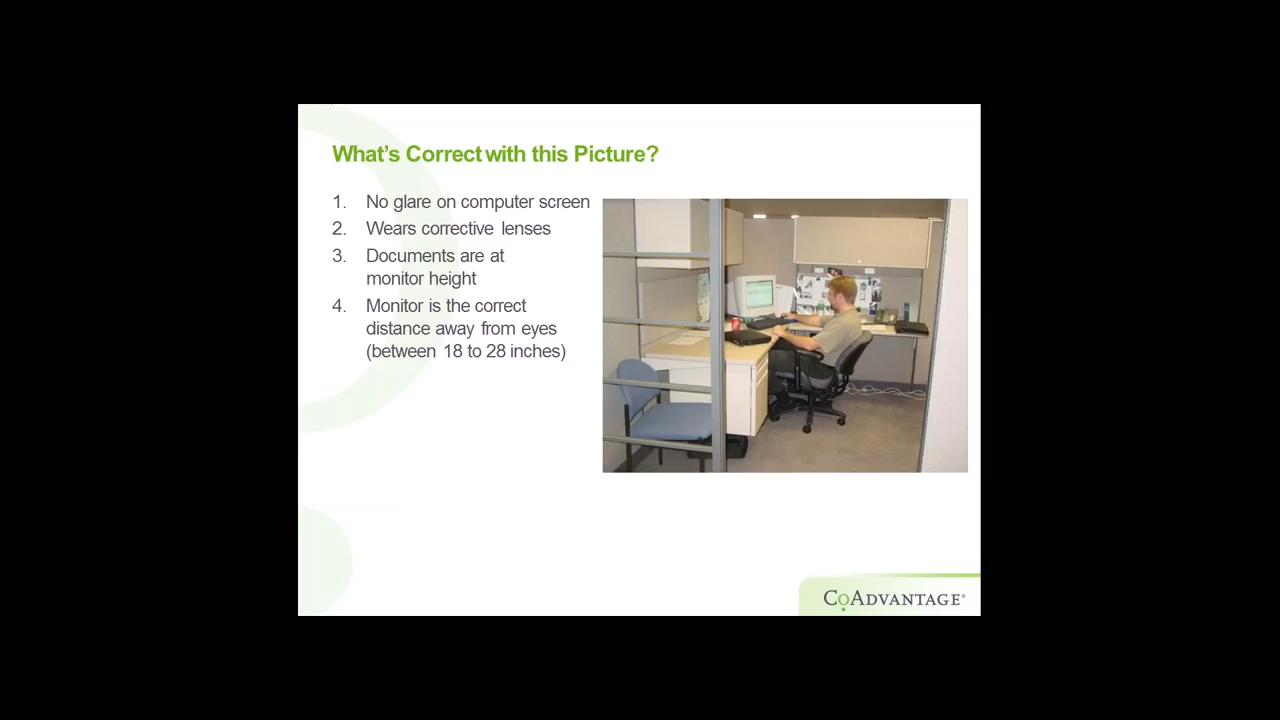 What's Correct with this Picture?
1. No glare on computer screen
2. Wears corrective lenses
3. Documents are at
monitor height
4. Monitor is the correct
distance away from eyes
(between 18 to 28 inches)
CoAdvantage®